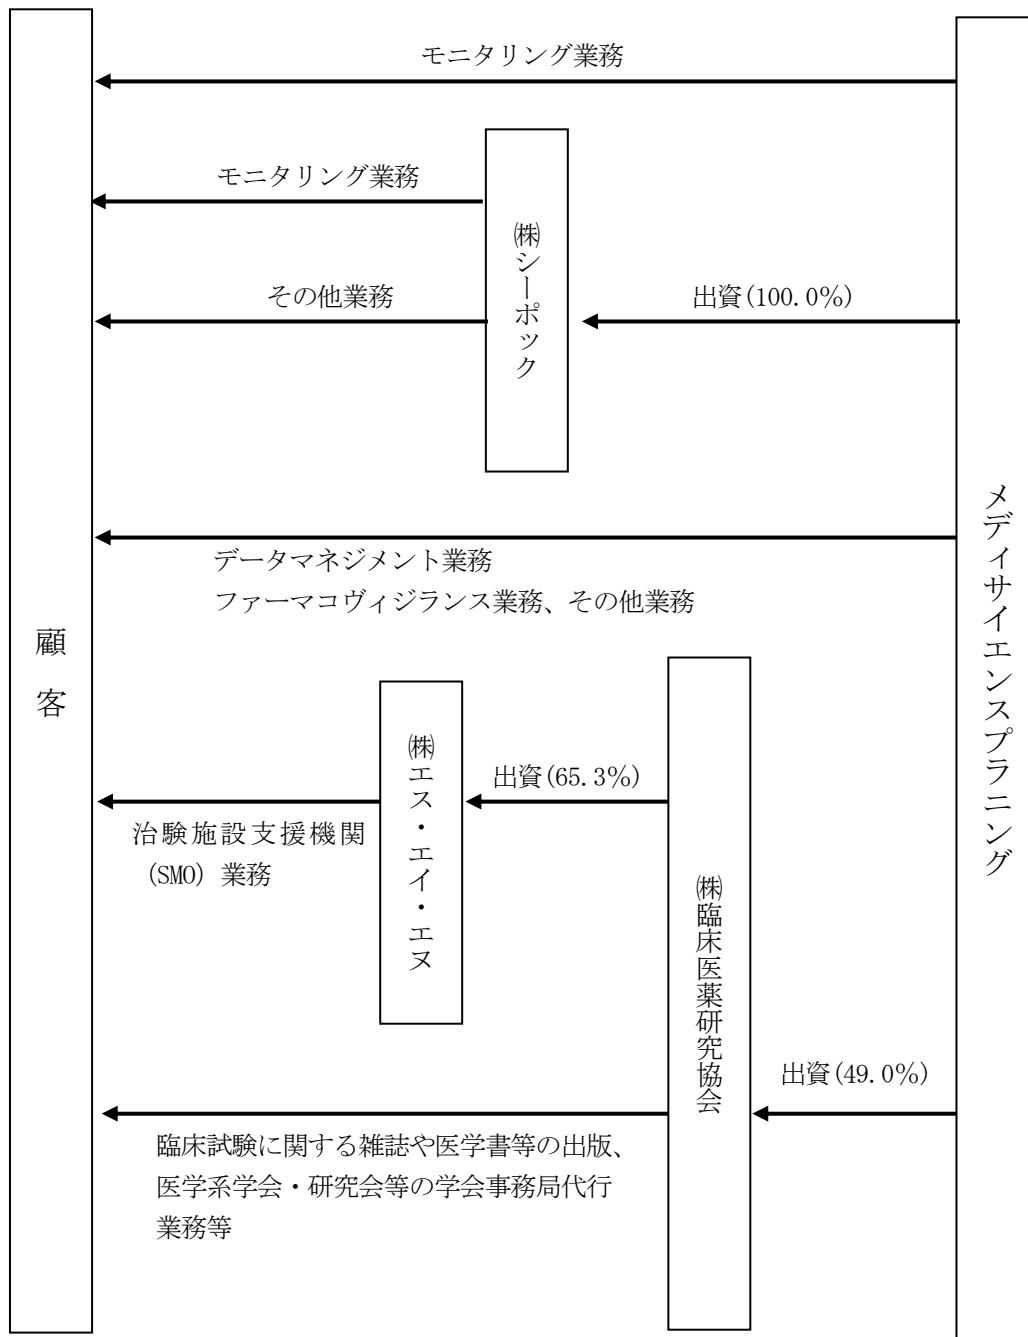 モニタリング業務
モニタリング業務
㈱シーポック
その他業務
出資(100.0%)
データマネジメント業務
ファーマコヴィジランス業務、その他業務
顧客
メディサイエンスプラニング
㈱エス・エイ・エヌ
出資(65.3%)
治験施設支援機関
(SMO) 業務
㈱臨床医薬研究協会
出資(49.0%)
臨床試験に関する雑誌や医学書等の出版、
医学系学会・研究会等の学会事務局代行
業務等